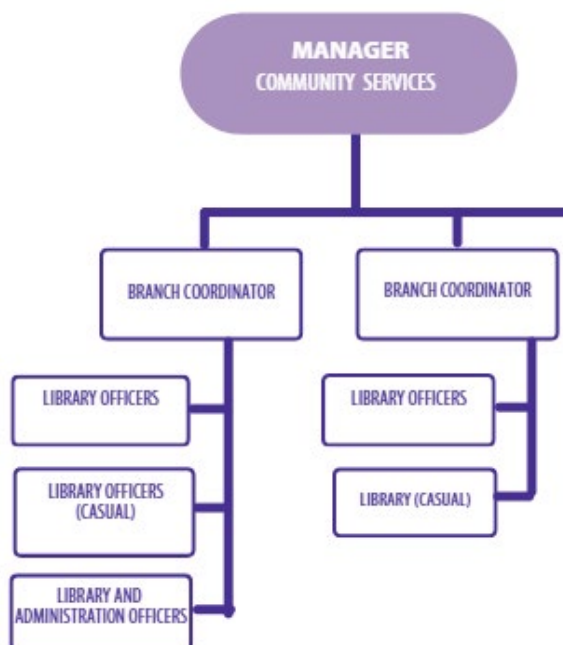 MANAGER
COMMUNITY SERVICES
BRANCH COORDINATOR
BRANCH COORDINATOR
LIBRARY OFFICERS
LIBRARY OFFICERS
(CASUAL)
LIBRARY AND
ADMINISTRATION OFFICERS
LIBRARY OFFICERS
LIBRARY (CASUAL)